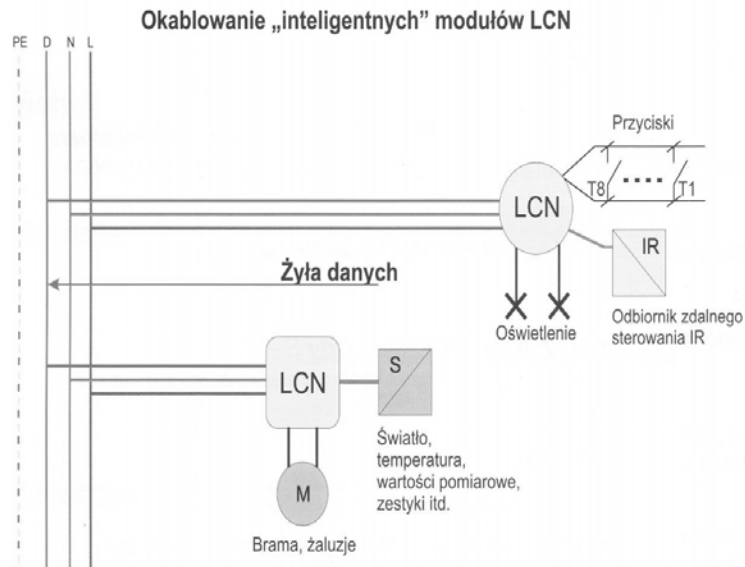 Okablowanie „inteligentnych” modułów LCN
PE D N L
Przyciski
T8 T1
LCN
IR
Żyła danych
Oświetlenie
Odbiornik zdalnego
sterowania IR
LCN
S
Światło,
temperatura,
wartości pomiarowe,
zestyki itd.
M
Brama, żaluzje